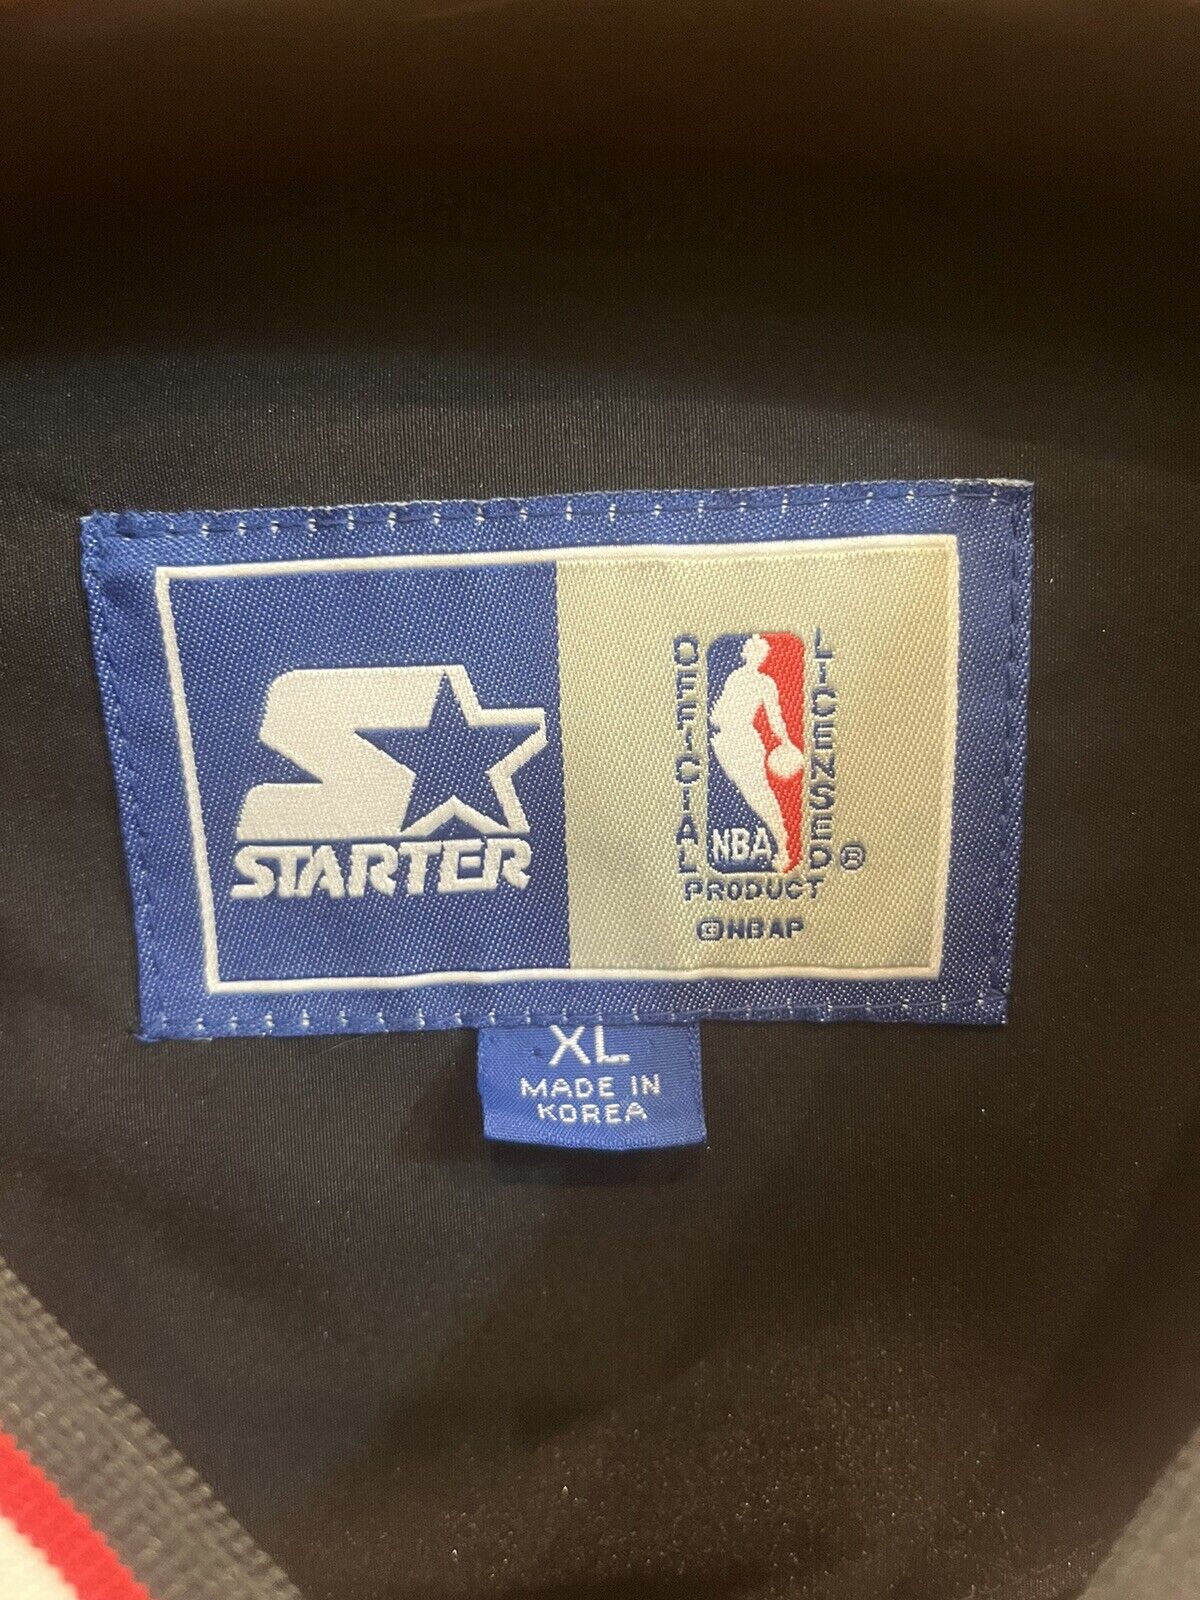 STARTER
OFFICIAL
LICENSED
NBA
®
PRODUCT
©NBAP
XL
MADE IN
KOREA